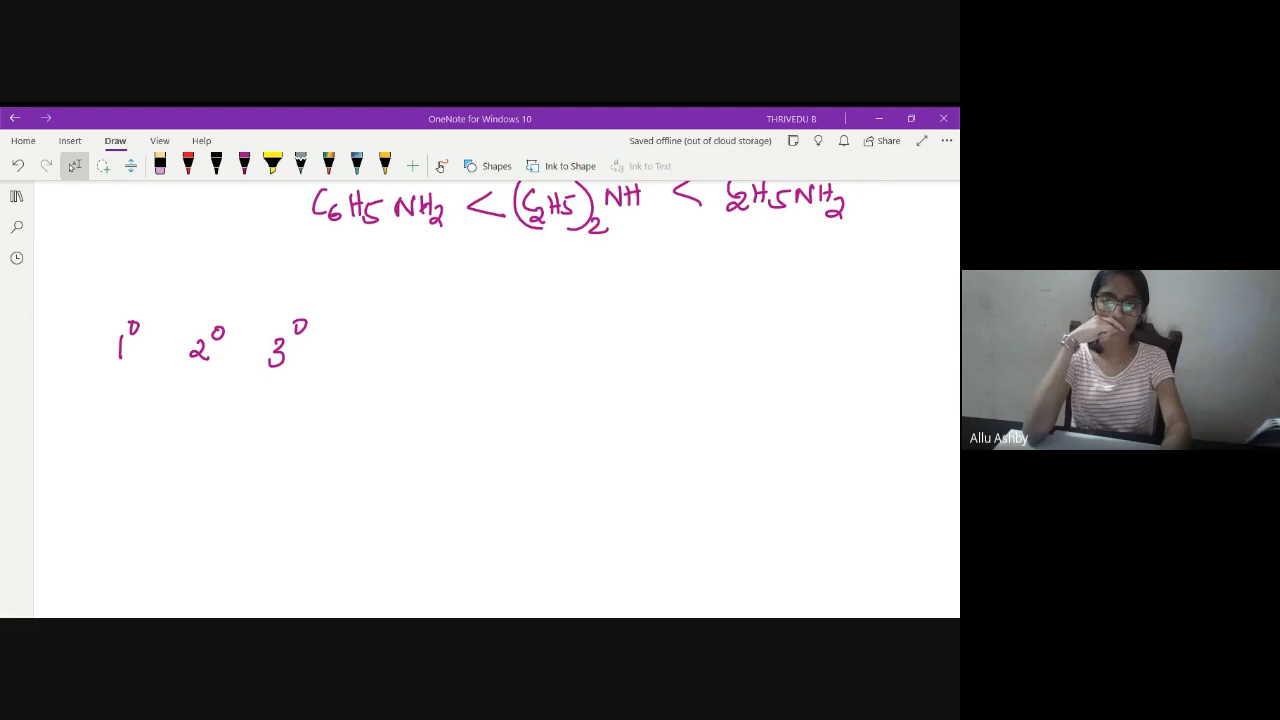 OneNote for Windows 10
THRIVEDU B
Home Insert Draw View Help
Saved offline (out of cloud storage)
Share
Shapes
Ink to Shape
Ink to Text
C6H5NH2 < (C2H5)2NH < C2H5NH2
1° 2° 3°
Allu Ashby